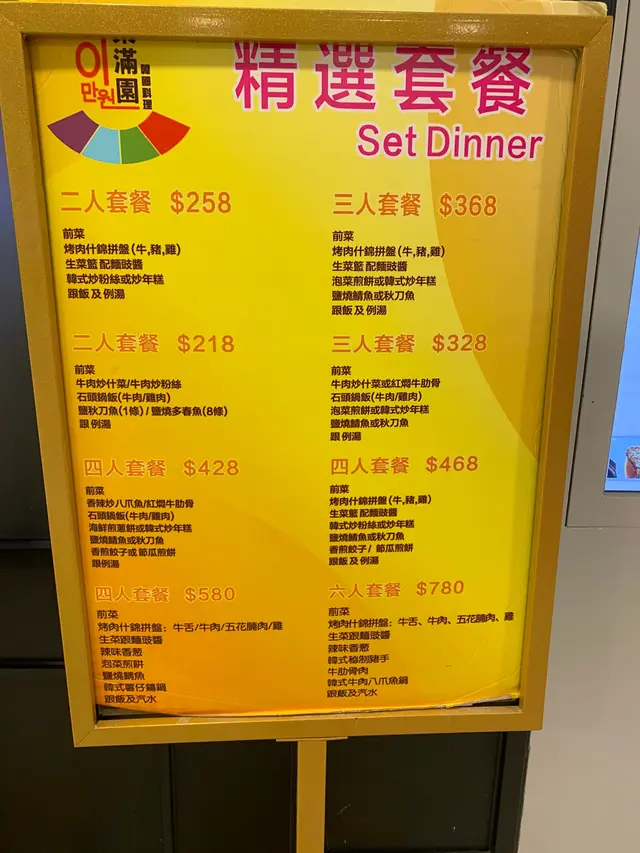 이만원
滿園
韓國料理
精選套餐
Set Dinner
二人套餐 $258
前菜
烤肉什錦拼盤(牛,豬,雞)
生菜籃 配麵豉醬
韓式炒粉絲或炒年糕
跟飯 及 例湯
三人套餐 $368
前菜
烤肉什錦拼盤(牛,豬,雞)
生菜籃 配麵豉醬
泡菜煎餅或韓式炒年糕
鹽燒鯖魚或秋刀魚
跟飯 及 例湯
二人套餐 $218
前菜
牛肉炒什菜/牛肉炒粉絲
石頭鍋飯(牛肉/雞肉)
鹽秋刀魚(1條) / 鹽燒多春魚(8條)
跟 例湯
三人套餐 $328
前菜
牛肉炒什菜或紅燜牛肋骨
石頭鍋飯(牛肉/雞肉)
泡菜煎餅或韓式炒年糕
鹽燒鯖魚或秋刀魚
跟 例湯
四人套餐 $428
前菜
香辣炒八爪魚/紅燜牛肋骨
石頭鍋飯(牛肉/雞肉)
海鮮煎蔥餅或韓式炒年糕
鹽燒鯖魚或秋刀魚
香煎餃子或 節瓜煎餅
跟例湯
四人套餐 $468
前菜
烤肉什錦拼盤(牛,豬,雞)
生菜籃 配麵豉醬
韓式炒粉絲或炒年糕
鹽燒鯖魚或秋刀魚
香煎餃子/ 節瓜煎餅
跟飯 及 例湯
四人套餐 $580
前菜
烤肉什錦拼盤：牛舌/牛肉/五花腩肉/雞
生菜跟麵豉醬
辣味香葱
泡菜煎餅
鹽燒鯖魚
韓式薯仔鍋鍋
跟飯及汽水
六人套餐 $780
前菜
烤肉什錦拼盤：牛舌、牛肉、五花腩肉、雞
生菜跟麵豉醬
辣味香葱
韓式秘制豬手
牛肋骨肉
韓式牛肉八爪魚鍋
跟飯及汽水